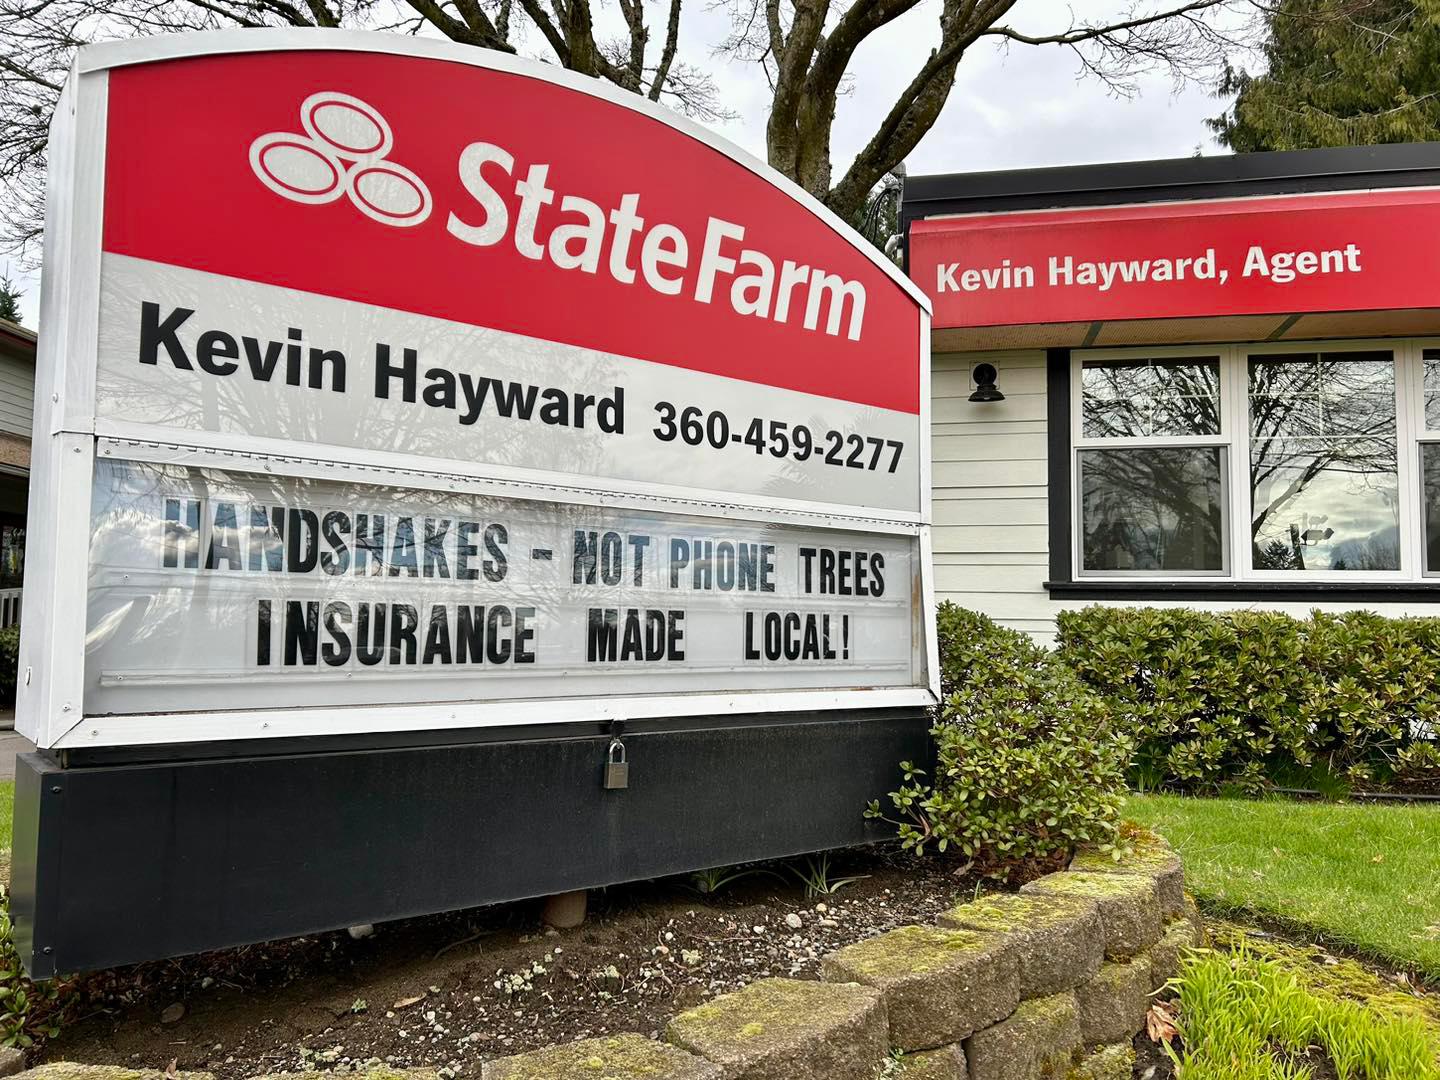 StateFarm
Kevin Hayward 360-459-2277
HANDSHAKES - NOT PHONE TREES
INSURANCE MADE LOCAL!
Kevin Hayward, Agent